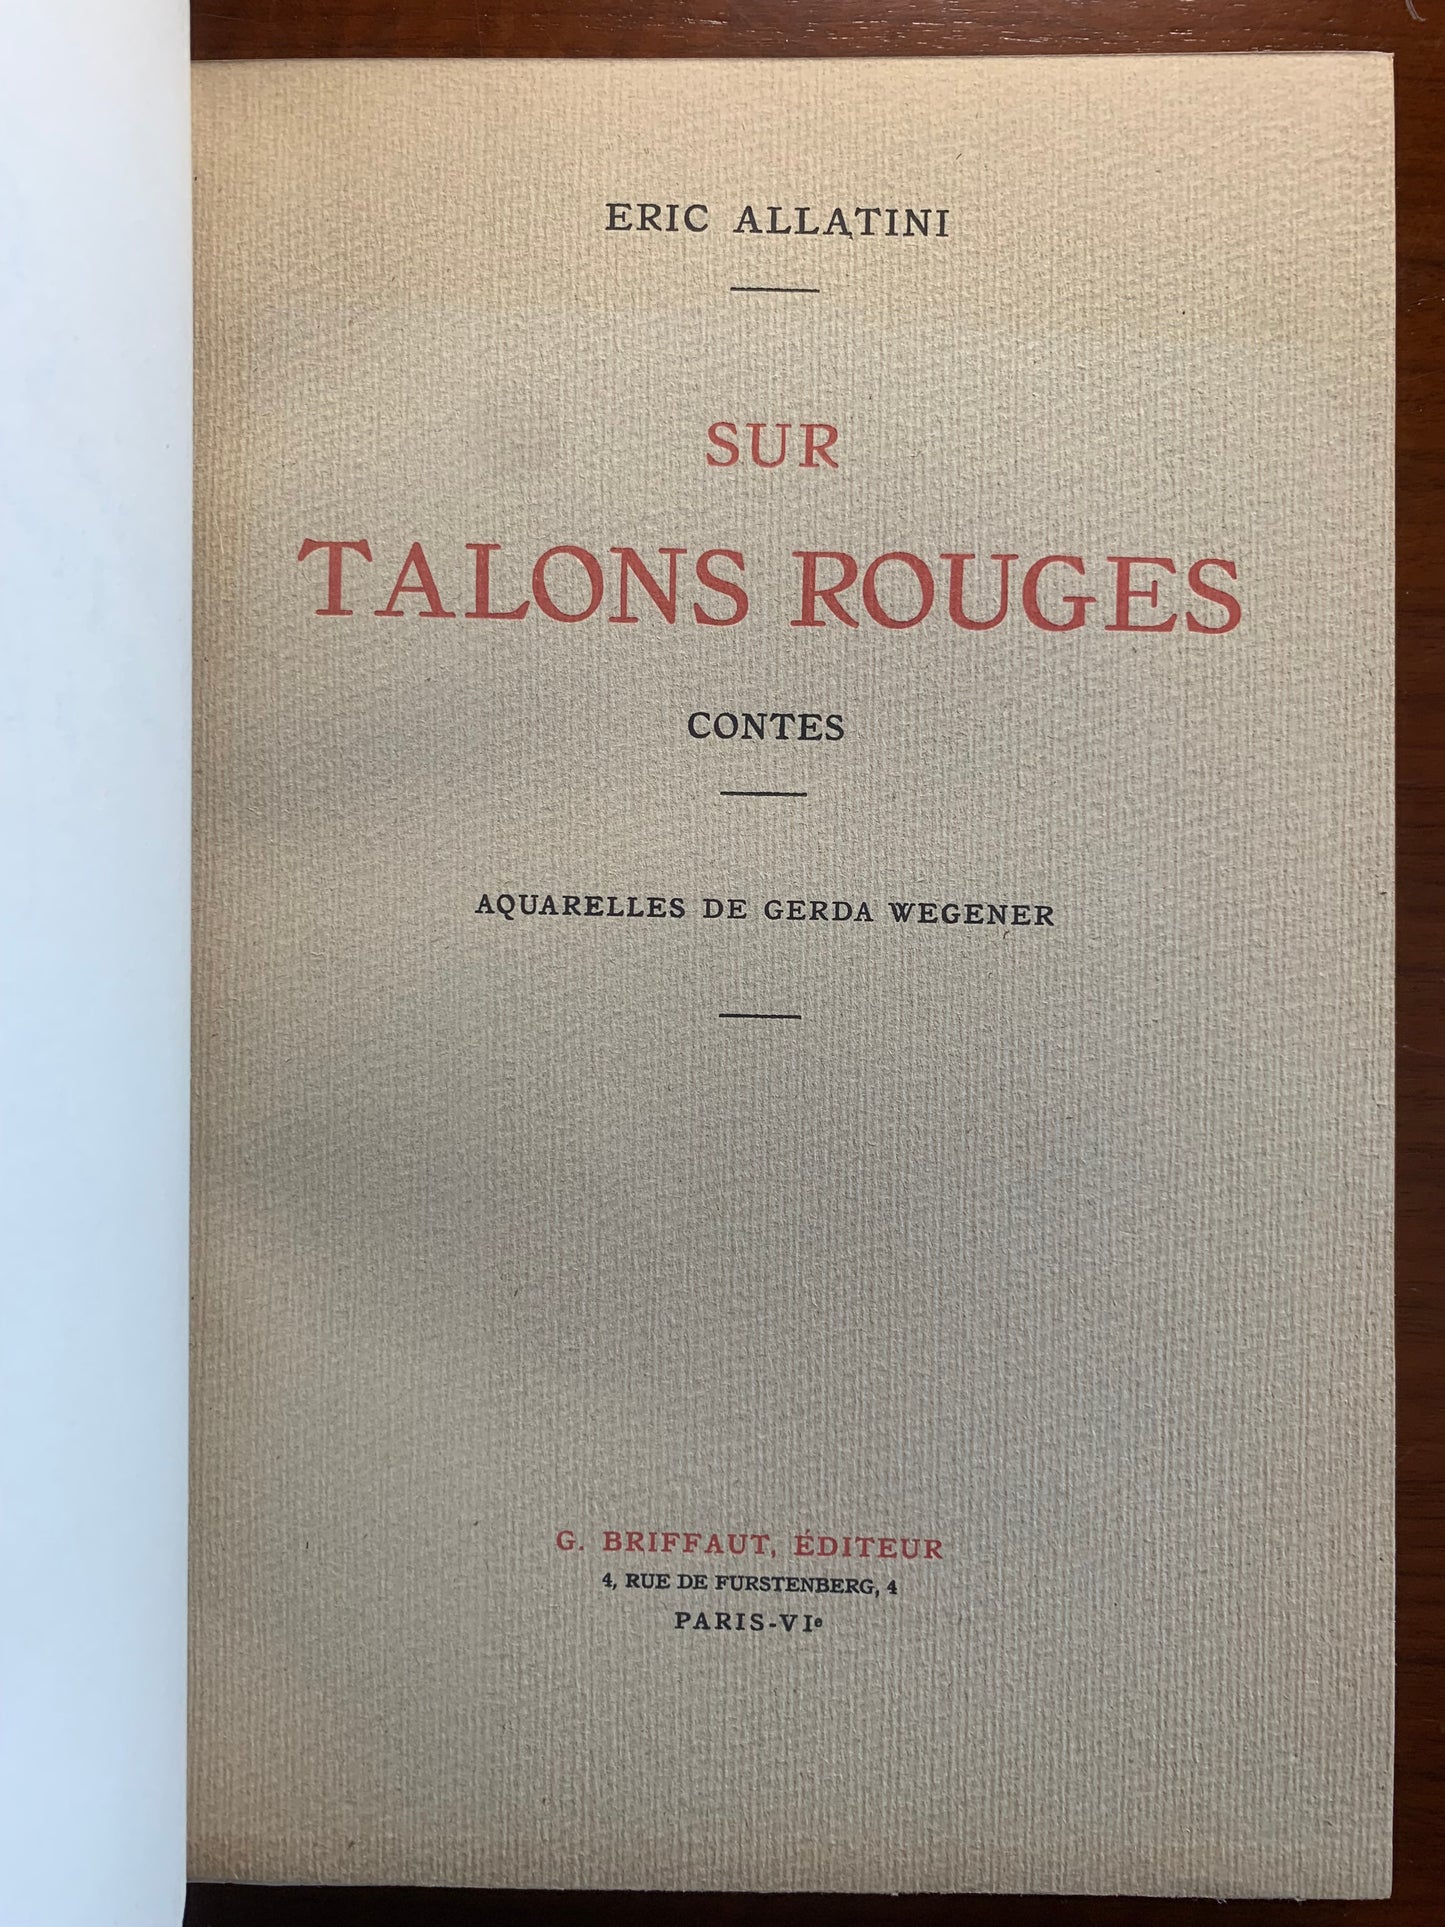 ERIC ALLATINI
SUR
TALONS ROUGES
CONTES
AQUARELLES DE GERDA WEGENER
G. BRIFFAUT, ÉDITEUR
4, RUE DE FURSTENBERG, 4
PARIS-VIᵉ